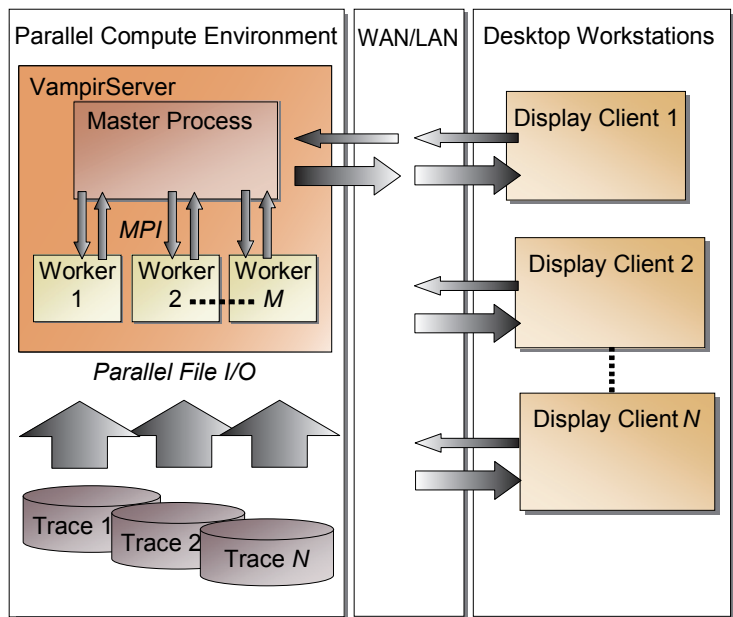 Parallel Compute Environment
VampirServer
Master Process
MPI
Worker
1
Worker
2
Worker
M
Parallel File I/O
Trace 1
Trace 2
Trace N
WAN/LAN
Desktop Workstations
Display Client 1
Display Client 2
Display Client N